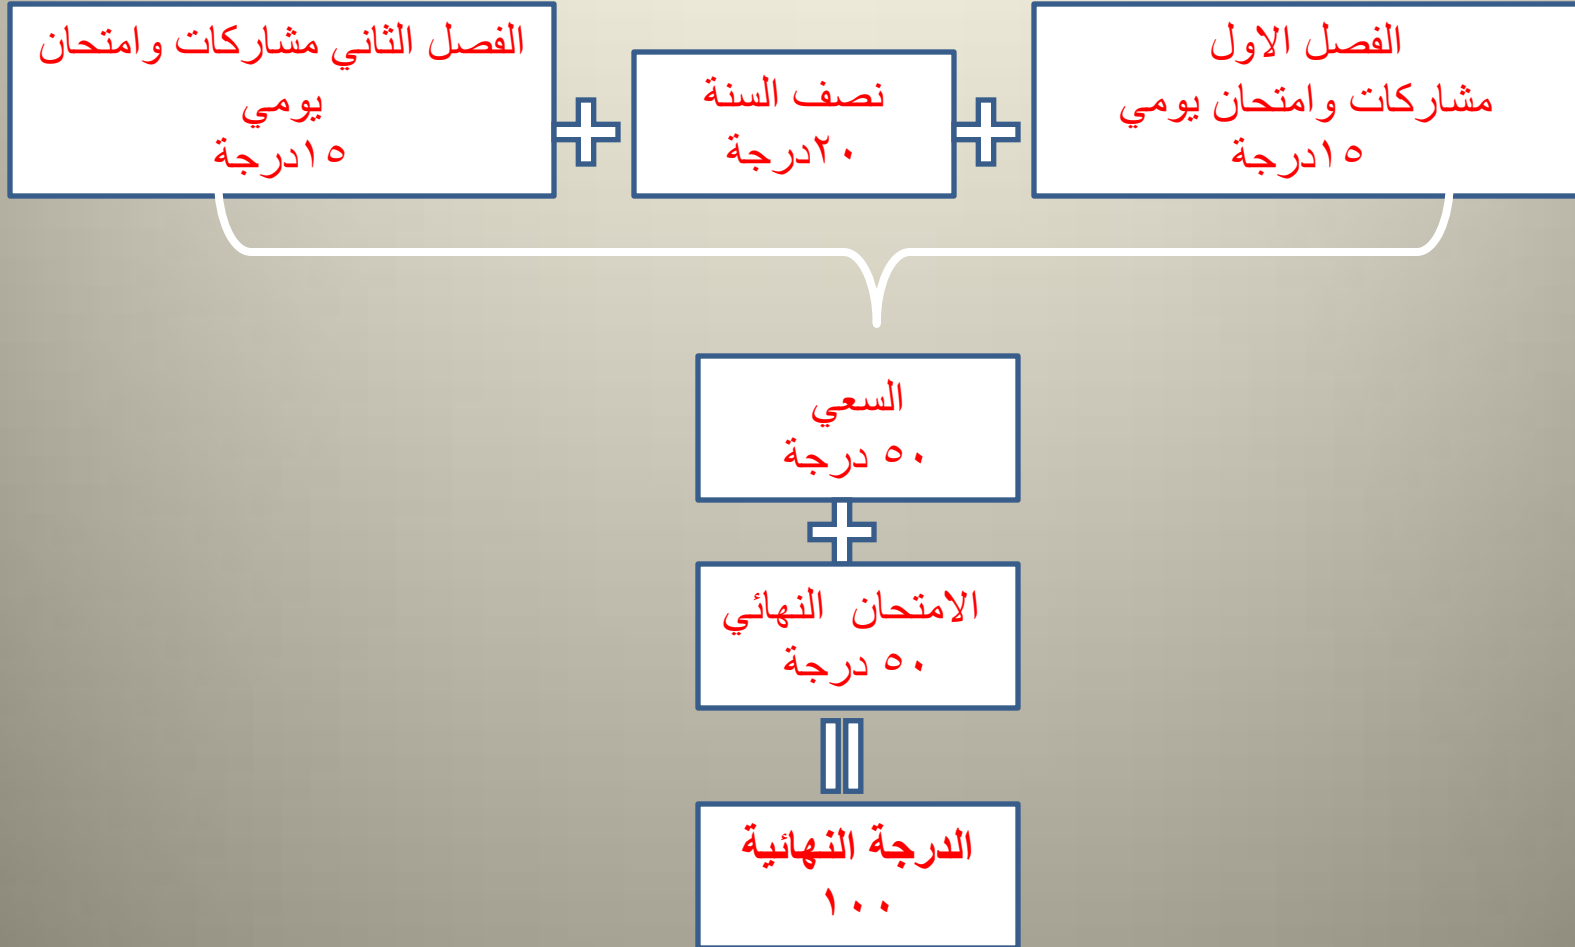 الفصل الاول
مشاركات وامتحان يومي
١٥درجة
نصف السنة
٢٠درجة
الفصل الثاني مشاركات وامتحان
يومي
١٥درجة
السعي
٥٠ درجة
الامتحان النهائي
٥٠ درجة
الدرجة النهائية
١٠٠